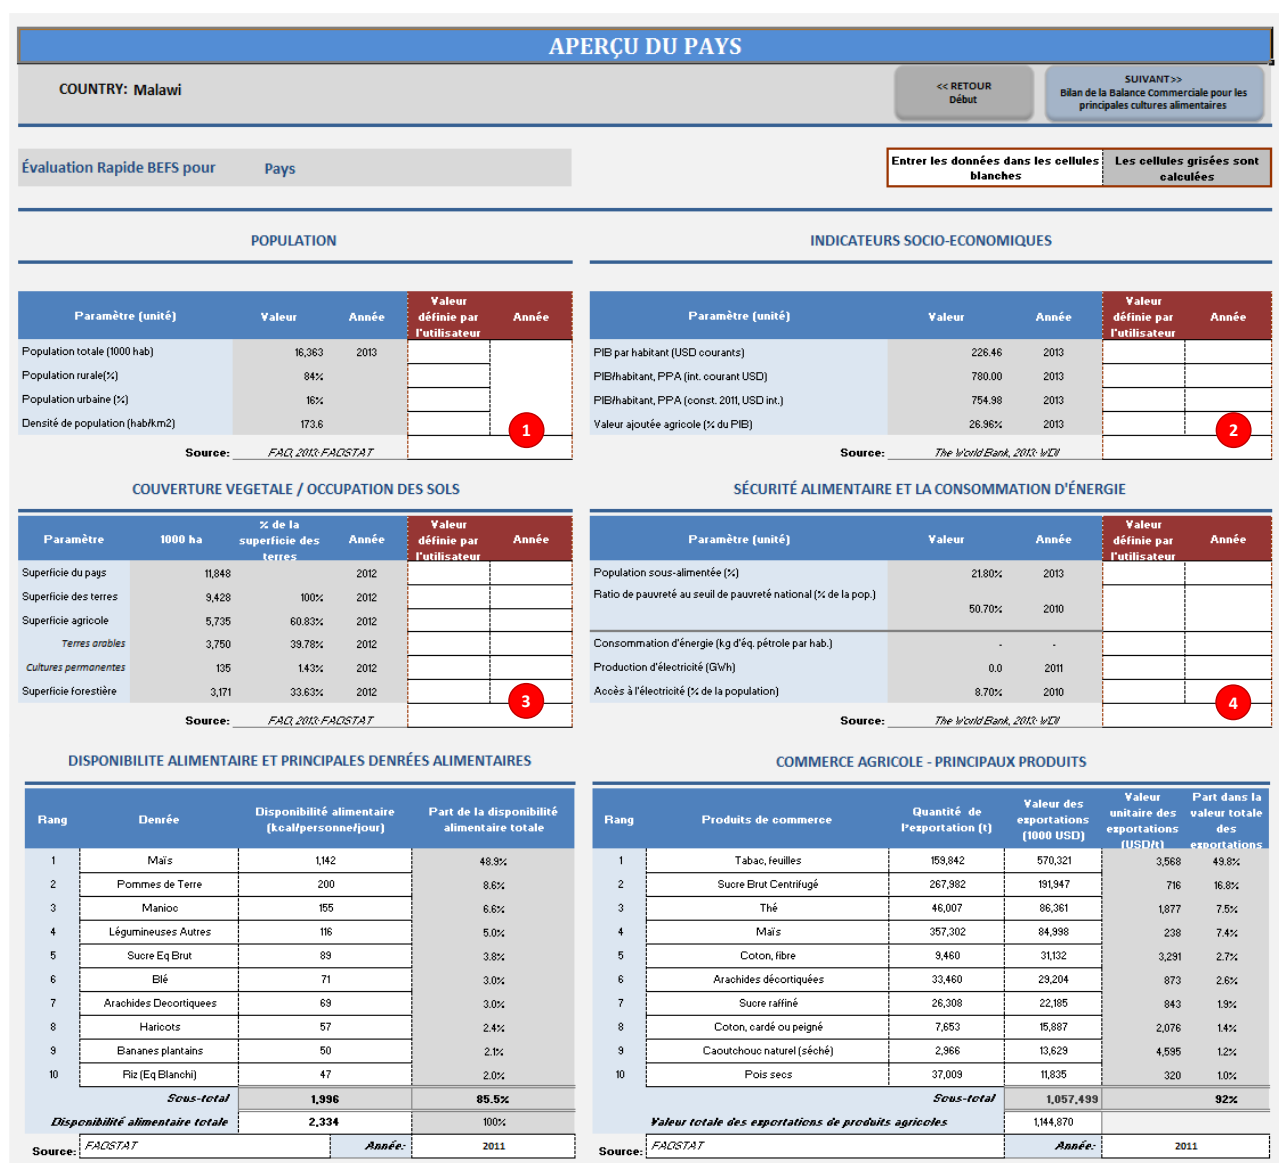 APERÇU DU PAYS
COUNTRY: Malawi
<< RETOUR
Début
SUIVANT>>
Bilan de la Balance Commerciale pour les
principales cultures alimentaires
Évaluation Rapide BEFS pour Pays
Entrer les données dans les cellules
blanches
Les cellules grisées sont
calculées
POPULATION
Paramètre (unité) Valeur Année Valeur définie par l'utilisateur Année
Population totale (1000 hab) 16,363 2013
Population rurale(%) 84%
Population urbaine (%) 16%
Densité de population (hab/km2) 173.6
1
Source: FAO, 2013: FAOSTAT
INDICATEURS SOCIO-ECONOMIQUES
Paramètre (unité) Valeur Année Valeur définie par l'utilisateur Année
PIB par habitant (USD courants) 226.46 2013
PIB/habitant, PPA (int. courant USD) 780.00 2013
PIB/habitant, PPA (const. 2011, USD int.) 754.98 2013
Valeur ajoutée agricole (% du PIB) 26.96% 2013
2
Source: The World Bank, 2013: WDI
COUVERTURE VEGETALE / OCCUPATION DES SOLS
Paramètre 1000 ha % de la superficie des terres Année Valeur définie par l'utilisateur Année
Superficie du pays 11,848 2012
Superficie des terres 9,428 100% 2012
Superficie agricole 5,735 60.83% 2012
Terres arables 3,750 39.78% 2012
Cultures permanentes 135 1.43% 2012
Superficie forestière 3,171 33.63% 2012
3
Source: FAO, 2013: FAOSTAT
SÉCURITÉ ALIMENTAIRE ET LA CONSOMMATION D'ÉNERGIE
Paramètre (unité) Valeur Année Valeur définie par l'utilisateur Année
Population sous-alimentée (%) 21.80% 2013
Ratio de pauvreté au seuil de pauvreté national (% de la pop.) 50.70% 2010
Consommation d'énergie (kg d'éq. pétrole par hab.) - -
Production d'électricité (GWh) 0.0 2011
Accès à l'électricité (% de la population) 8.70% 2010
4
Source: The World Bank, 2013: WDI
DISPONIBILITE ALIMENTAIRE ET PRINCIPALES DENRÉES ALIMENTAIRES
Rang Denrée Disponibilité alimentaire (kcal/personne/jour) Part de la disponibilité alimentaire totale
1 Maïs 1,142 48.9%
2 Pommes de Terre 200 8.6%
3 Manioc 155 6.6%
4 Légumineuses Autres 116 5.0%
5 Sucre Eq Brut 89 3.8%
6 Blé 71 3.0%
7 Arachides Decortiquees 69 3.0%
8 Haricots 57 2.4%
9 Bananes plantains 50 2.1%
10 Riz (Eq Blanchi) 47 2.0%
Sous-total 1,996 85.5%
Disponibilité alimentaire totale 2,334 100%
Source: FAOSTAT Année: 2011
COMMERCE AGRICOLE - PRINCIPAUX PRODUITS
Rang Produits de commerce Quantité de l'exportation (t) Valeur des exportations (1000 USD) Valeur unitaire des exportations (USD/t) Part dans la valeur totale des exportations
1 Tabac, feuilles 159,842 570,321 3,568 49.8%
2 Sucre Brut Centrifugé 267,982 191,947 716 16.8%
3 Thé 46,007 86,361 1,877 7.5%
4 Maïs 357,302 84,998 238 7.4%
5 Coton, fibre 9,460 31,132 3,291 2.7%
6 Arachides décortiquées 33,460 29,204 873 2.6%
7 Sucre raffiné 26,308 22,185 843 1.9%
8 Coton, cardé ou peigné 7,653 15,887 2,076 1.4%
9 Caoutchouc naturel (séché) 2,966 13,629 4,595 1.2%
10 Pois secs 37,009 11,835 320 1.0%
Sous-total 1,057,499 92%
Valeur totale des exportations de produits agricoles 1,144,870
Source: FAOSTAT Année: 2011